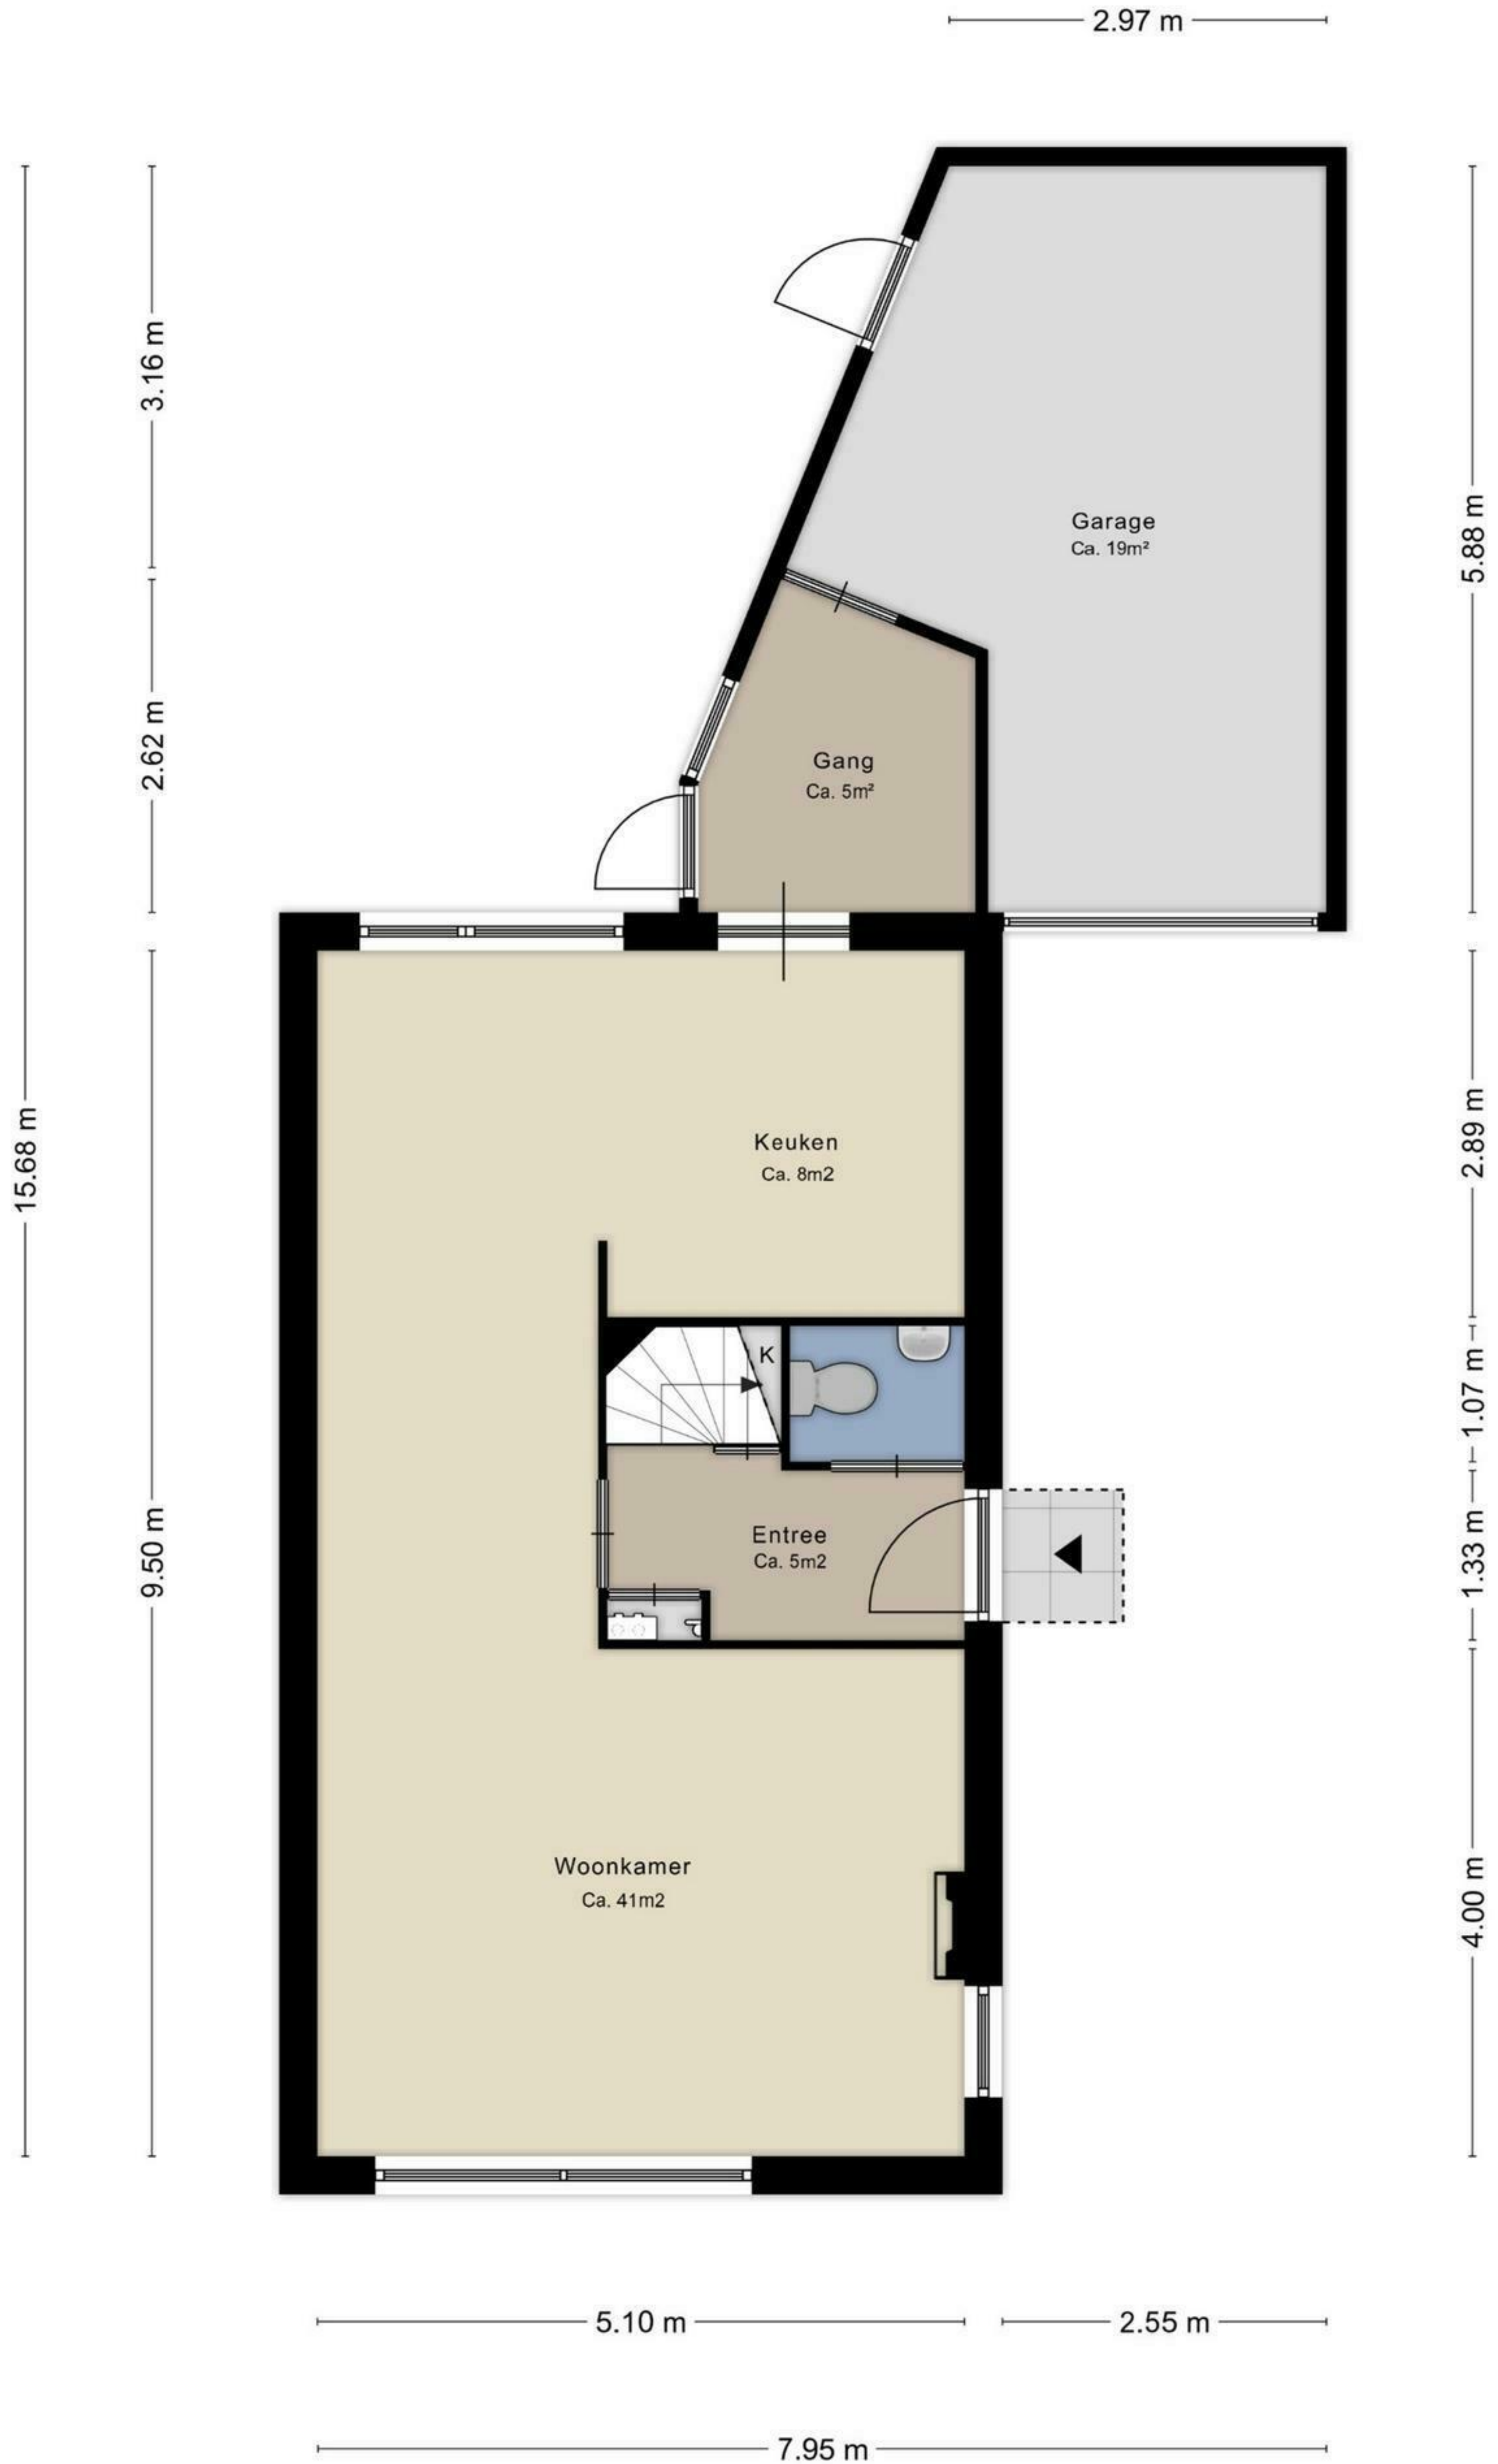 2.97 m
3.16 m
5.88 m
Garage
Ca. 19m²
2.62 m
Gang
Ca. 5m²
15.68 m
Keuken
Ca. 8m2
2.89 m
K
1.07 m
9.50 m
Entree
Ca. 5m2
1.33 m
Woonkamer
Ca. 41m2
4.00 m
5.10 m
2.55 m
7.95 m